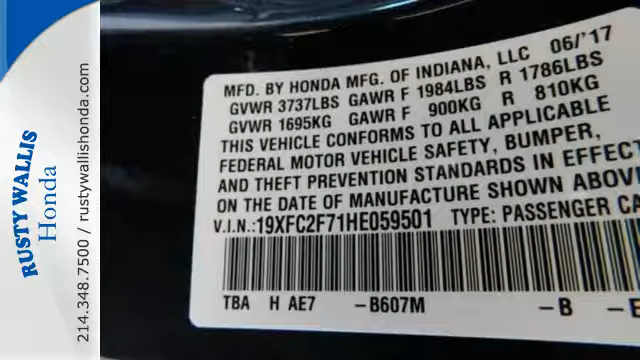 RUSTY WALLIS
Honda
214.348.7500 / rustywallishonda.com
MFD. BY HONDA MFG. OF INDIANA, LLC 06/'17
GVWR 3737LBS GAWR F 1984LBS R 1786LBS
GVWR 1695KG GAWR F 900KG R 810KG
THIS VEHICLE CONFORMS TO ALL APPLICABLE
FEDERAL MOTOR VEHICLE SAFETY, BUMPER,
AND THEFT PREVENTION STANDARDS IN EFFECT
ON THE DATE OF MANUFACTURE SHOWN ABOVE
V.I.N.:19XFC2F71HE059501 TYPE: PASSENGER CA
TBA H AE7 -B607M -B -E